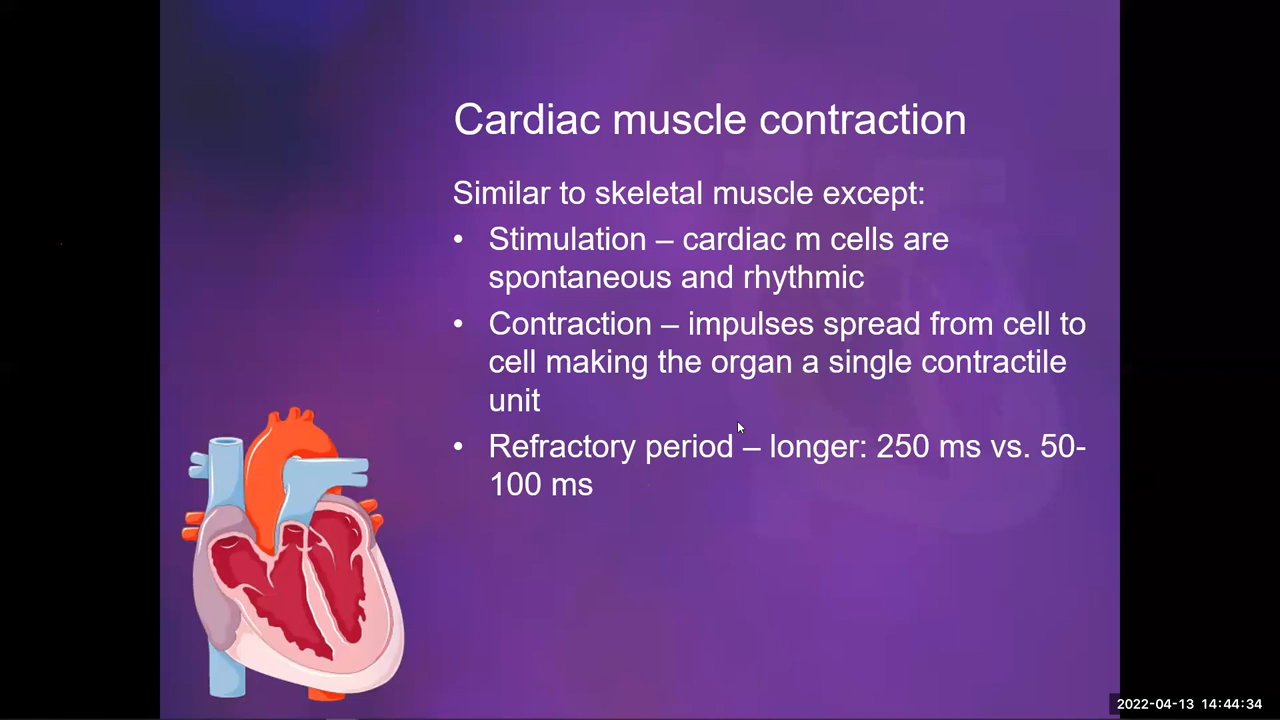 Cardiac muscle contraction
Similar to skeletal muscle except:
• Stimulation – cardiac m cells are
spontaneous and rhythmic
• Contraction – impulses spread from cell to
cell making the organ a single contractile
unit
• Refractory period – longer: 250 ms vs. 50-
100 ms
2022-04-13 14:44:34